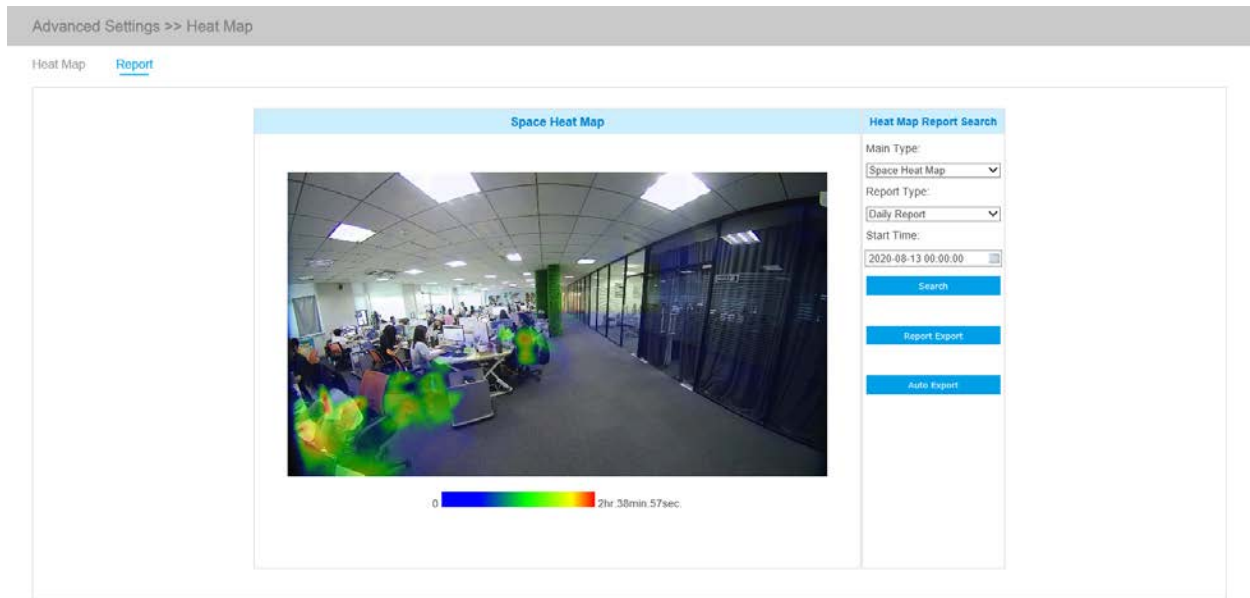 Advanced Settings >> Heat Map
Heat Map
Report
Space Heat Map
0
2hr.38min.57sec.
Heat Map Report Search
Main Type:
Space Heat Map
Report Type:
Daily Report
Start Time:
2020-08-13 00:00:00
Search
Report Export
Auto Export